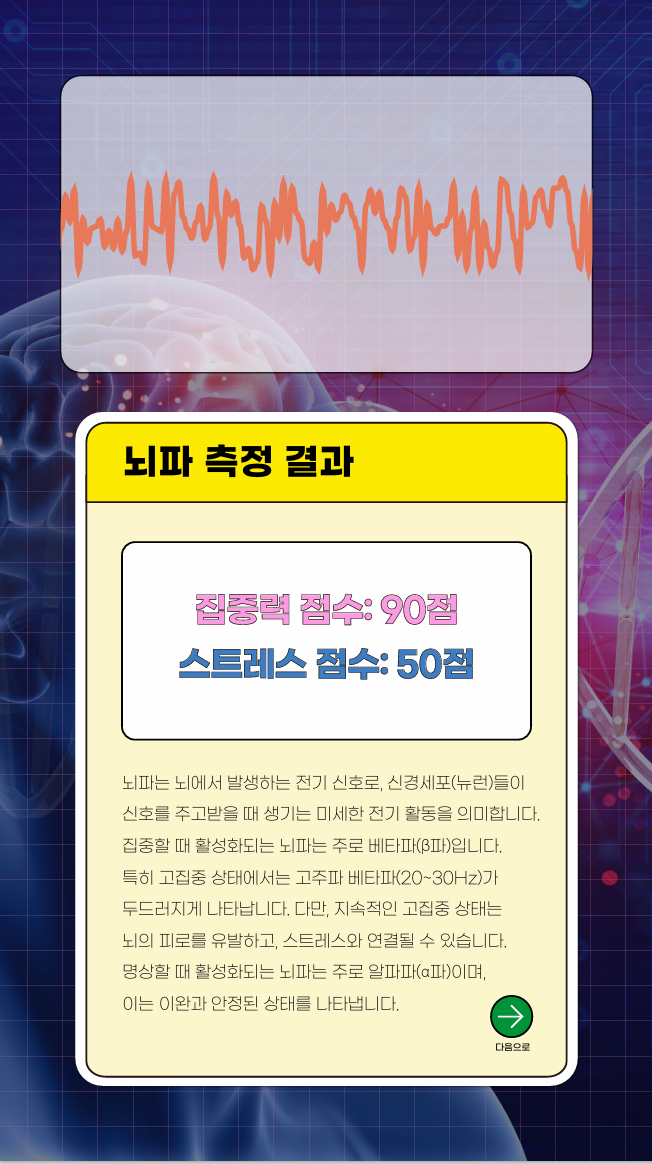 뇌파 측정 결과
집중력 점수: 90점
스트레스 점수: 50점
뇌파는 뇌에서 발생하는 전기 신호로, 신경세포(뉴런)들이
신호를 주고받을 때 생기는 미세한 전기 활동을 의미합니다.
집중할 때 활성화되는 뇌파는 주로 베타파(β파)입니다.
특히 고집중 상태에서는 고주파 베타파(20~30Hz)가
두드러지게 나타납니다. 다만, 지속적인 고집중 상태는
뇌의 피로를 유발하고, 스트레스와 연결될 수 있습니다.
명상할 때 활성화되는 뇌파는 주로 알파파(α파)이며,
이는 이완과 안정된 상태를 나타냅니다.
다음으로